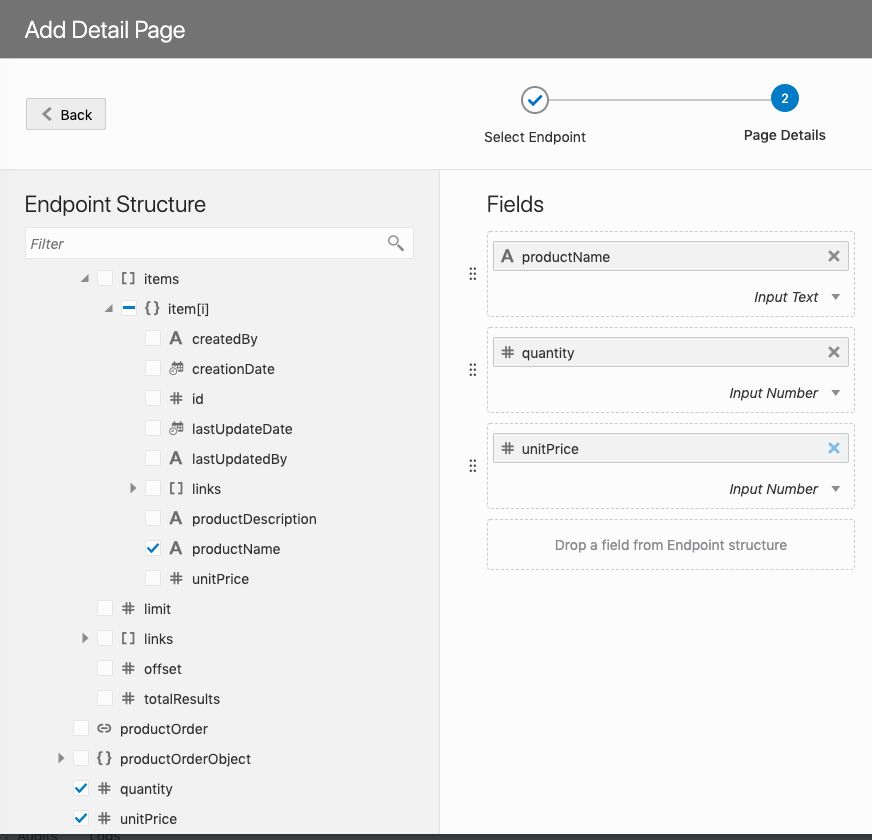 Add Detail Page
Back
2
Select Endpoint
Page Details
Endpoint Structure
Filter
[] items
{} item[i]
A createdBy
creationDate
# id
lastUpdateDate
A lastUpdatedBy
[] links
A productDescription
A productName
# unitPrice
# limit
[] links
# offset
# totalResults
productOrder
{} productOrderObject
# quantity
# unitPrice
Audits Logs
Fields
A productName
Input Text
# quantity
Input Number
# unitPrice
Input Number
Drop a field from Endpoint structure